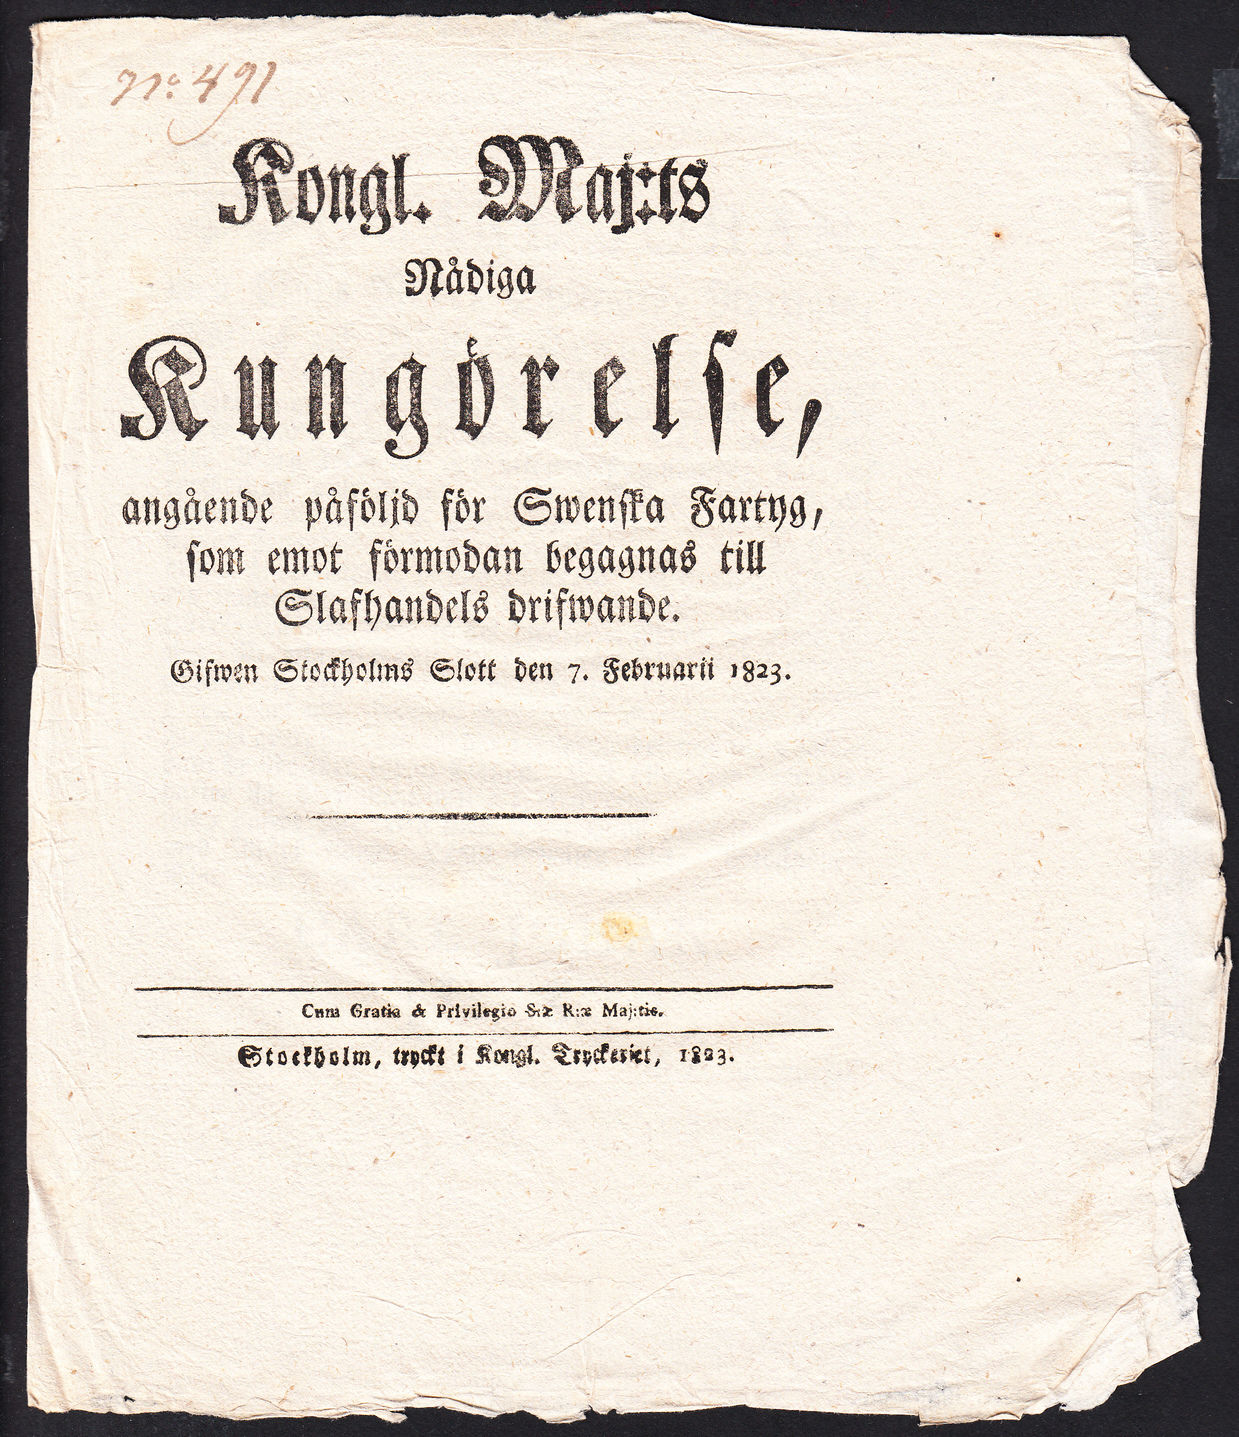 No: 491
Kongl. Maj:ts
Nådiga
Kungörelse,
angående påföljd för Swenska Fartyg,
som emot förmodan begagnas till
Slafhandels drifwande.
Gifwen Stockholms Slott den 7. Februarii 1823.
Cum Gratia & Privilegio S:æ R:æ Maj:tis.
Stockholm, tryckt i Kongl. Tryckeriet, 1823.